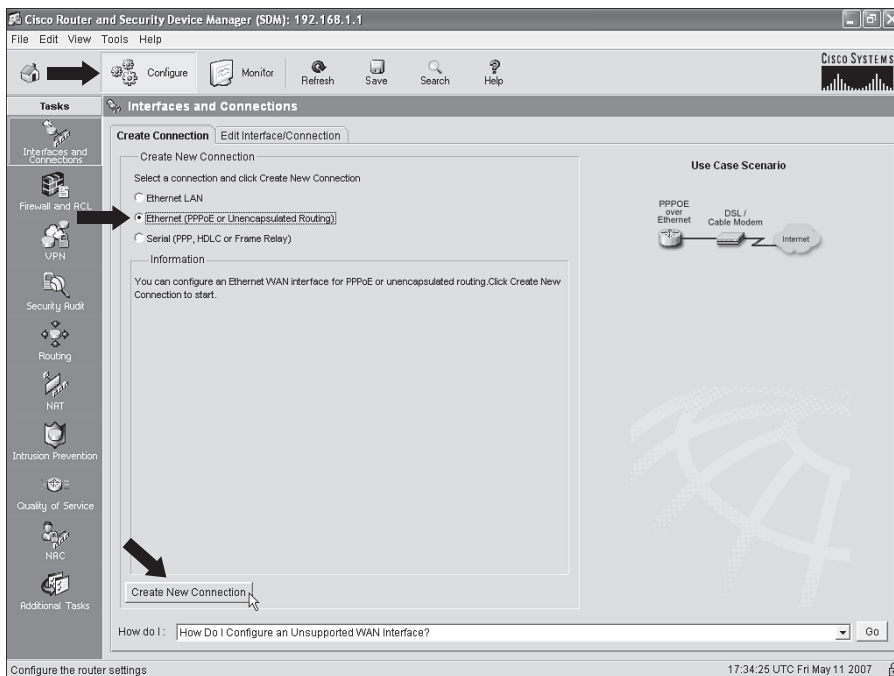 Cisco Router and Security Device Manager (SDM): 192.168.1.1
File Edit View Tools Help
Configure Monitor Refresh Save Search Help
CISCO SYSTEMS
Tasks
Interfaces and Connections
Interfaces and
Connections
Firewall and ACL
VPN
Security Audit
Routing
NAT
Intrusion Prevention
Quality of Service
NAC
Additional Tasks
Create Connection Edit Interface/Connection
Create New Connection
Select a connection and click Create New Connection
Ethernet LAN
Ethernet (PPPoE or Unencapsulated Routing)
Serial (PPP, HDLC or Frame Relay)
Information
You can configure an Ethernet WAN interface for PPPoE or unencapsulated routing.Click Create New
Connection to start.
Use Case Scenario
PPPOE
over
Ethernet
DSL /
Cable Modem
Internet
Create New Connection
How do I: How Do I Configure an Unsupported WAN Interface? Go
Configure the router settings 17:34:25 UTC Fri May 11 2007